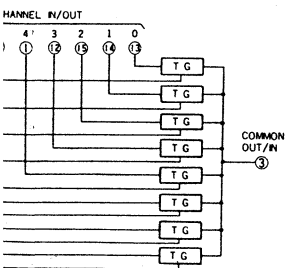 HANNEL IN/OUT
4 3 2 1 0
) 1 12 15 14 13
TG
TG
TG
TG
COMMON
OUT/IN
3
TG
TG
TG
TG